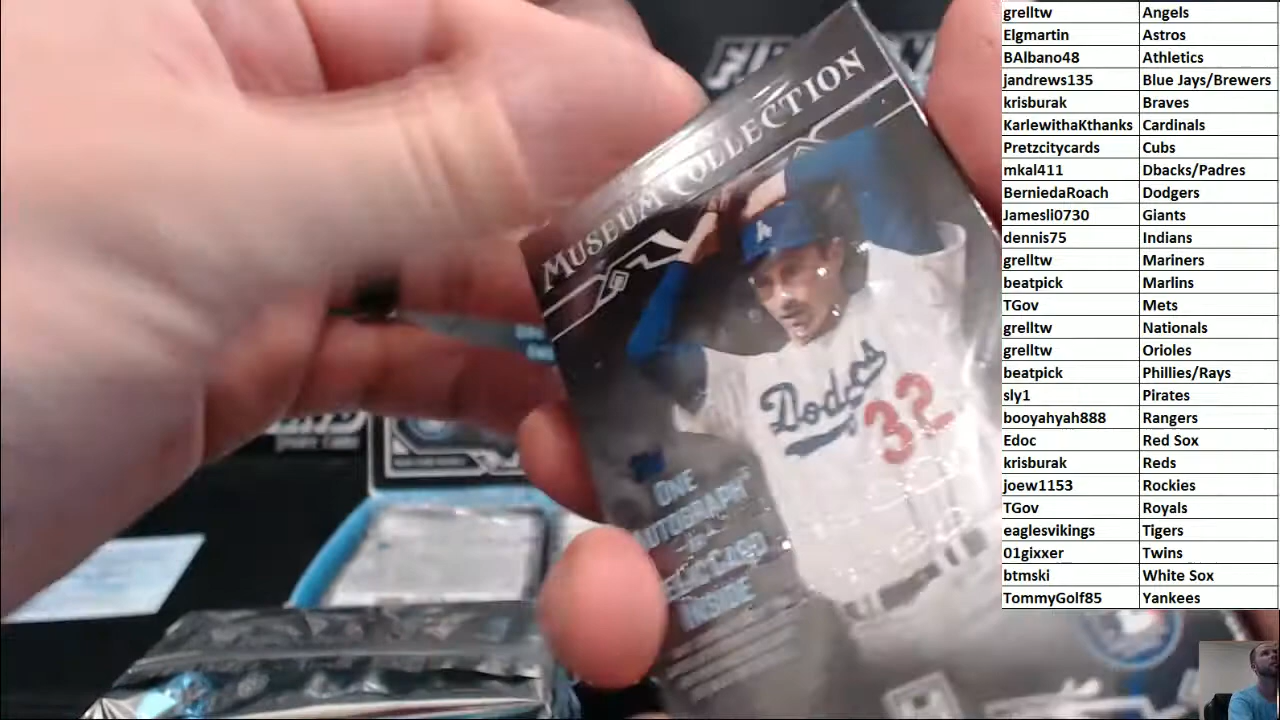 MUSEUM COLLECTION
Dodgers
32
ONE
AUTOGRAPH
INSIDE
grelltw Angels
Elgmartin Astros
BAlbano48 Athletics
jandrews135 Blue Jays/Brewers
krisburak Braves
KarlewithaKthanks Cardinals
Pretzcitycards Cubs
mkal411 Dbacks/Padres
BerniedaRoach Dodgers
Jamesli0730 Giants
dennis75 Indians
grelltw Mariners
beatpick Marlins
TGov Mets
grelltw Nationals
grelltw Orioles
beatpick Phillies/Rays
sly1 Pirates
booyahyah888 Rangers
Edoc Red Sox
krisburak Reds
joew1153 Rockies
TGov Royals
eaglesvikings Tigers
01gixxer Twins
btmski White Sox
TommyGolf85 Yankees